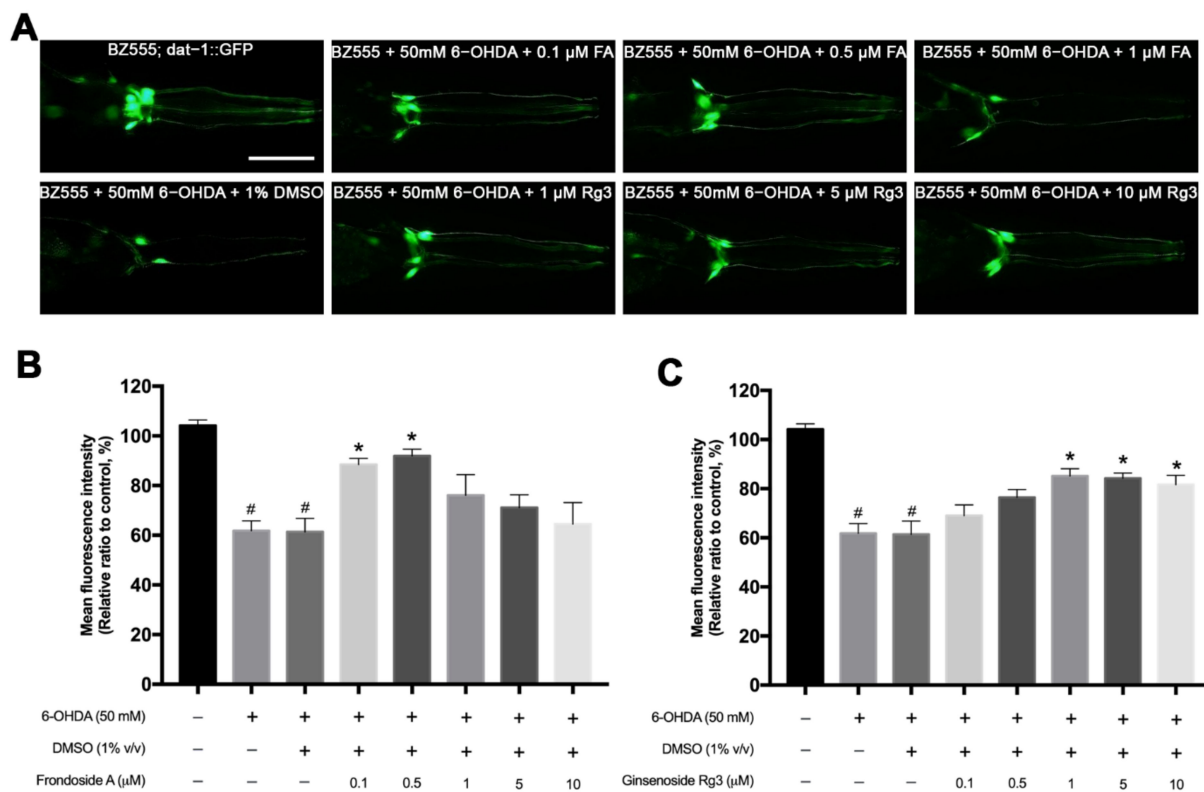 A
BZ555; dat−1::GFP
BZ555 + 50mM 6−OHDA + 0.1 µM FA
BZ555 + 50mM 6−OHDA + 0.5 µM FA
BZ555 + 50mM 6−OHDA + 1 µM FA
BZ555 + 50mM 6−OHDA + 1% DMSO
BZ555 + 50mM 6−OHDA + 1 µM Rg3
BZ555 + 50mM 6−OHDA + 5 µM Rg3
BZ555 + 50mM 6−OHDA + 10 µM Rg3
B
Mean fluorescence intensity
(Relative ratio to control, %)
120
100
80
60
40
20
0
# # * *
6-OHDA (50 mM) − + + + + + + +
DMSO (1% v/v) − − + + + + + +
Frondoside A (µM) − − − 0.1 0.5 1 5 10
C
Mean fluorescence intensity
(Relative ratio to control, %)
120
100
80
60
40
20
0
# # * * *
6-OHDA (50 mM) − + + + + + + +
DMSO (1% v/v) − − + + + + + +
Ginsenoside Rg3 (µM) − − − 0.1 0.5 1 5 10